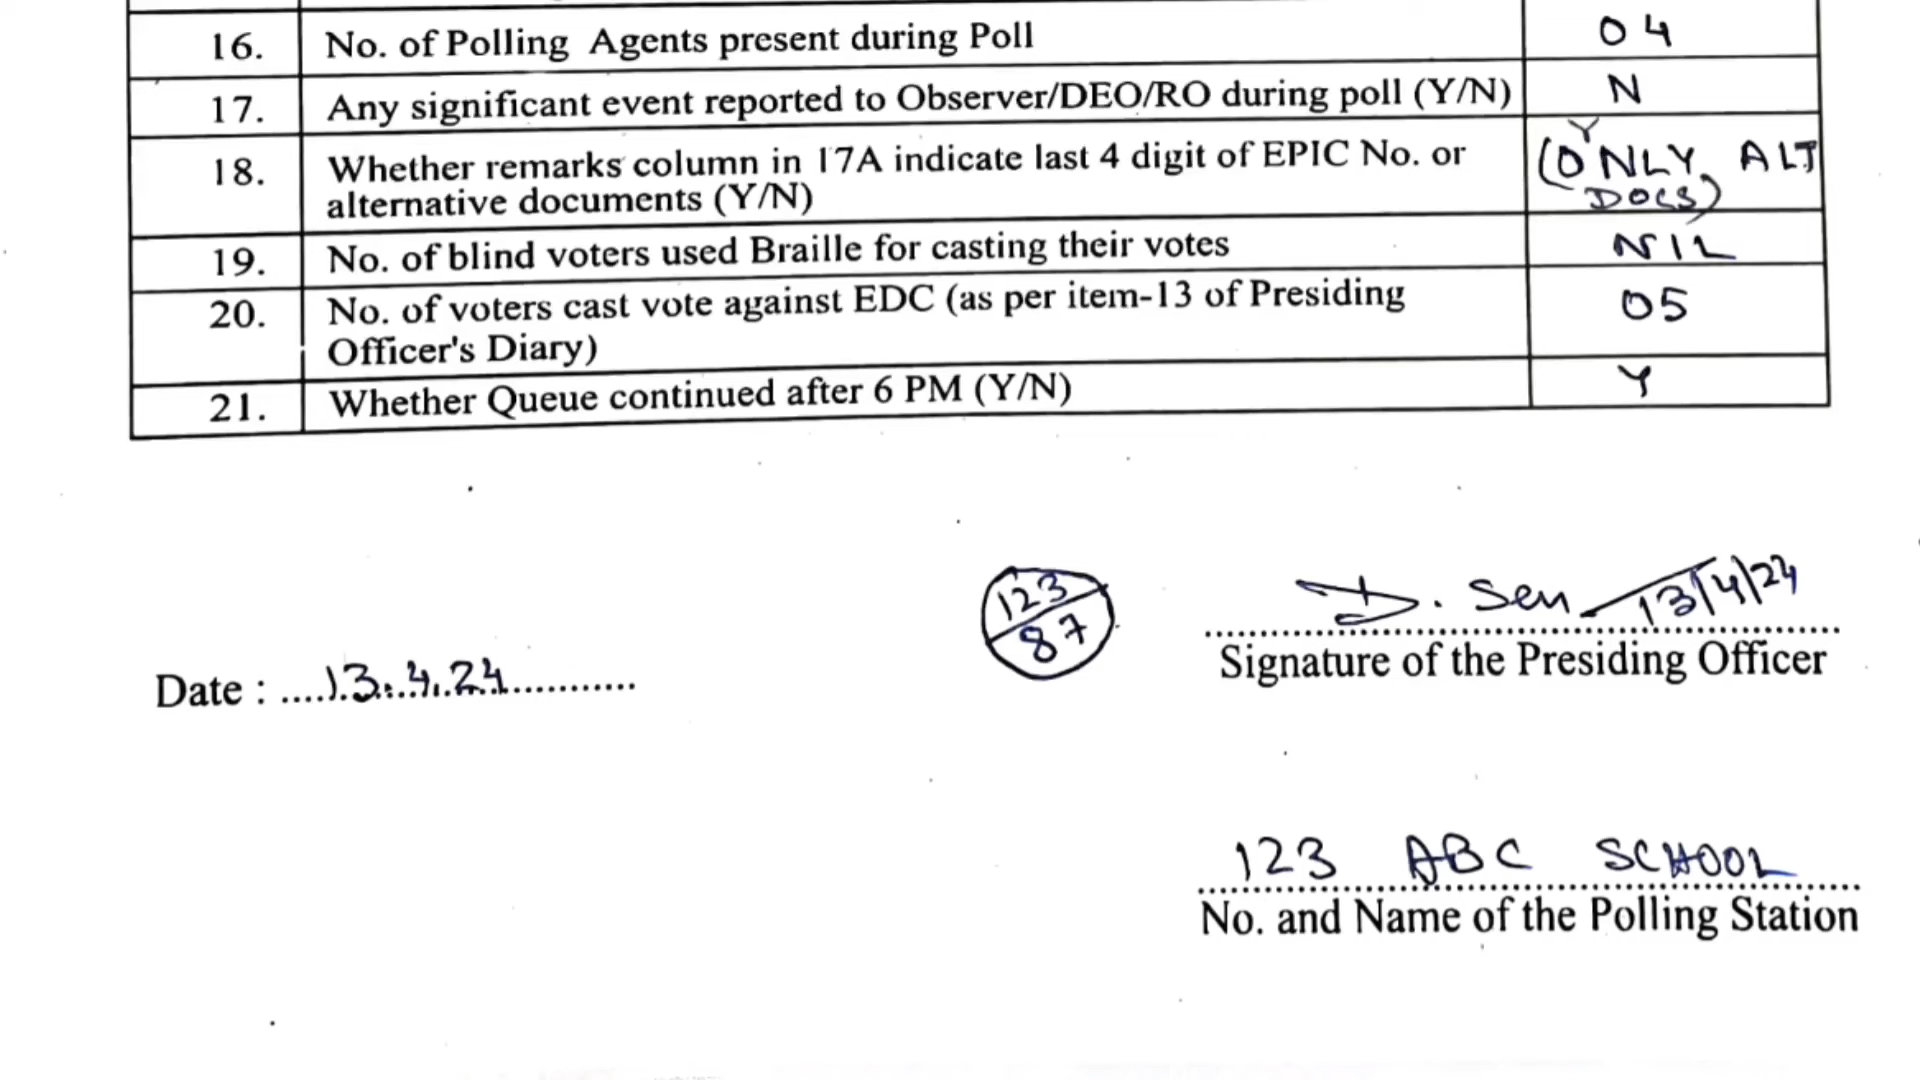 16. No. of Polling Agents present during Poll 04
17. Any significant event reported to Observer/DEO/RO during poll (Y/N) N
18. Whether remarks column in 17A indicate last 4 digit of EPIC No. or Y
alternative documents (Y/N) (ONLY ALT
DOCS)
19. No. of blind voters used Braille for casting their votes NIL
20. No. of voters cast vote against EDC (as per item-13 of Presiding 05
Officer's Diary)
21. Whether Queue continued after 6 PM (Y/N) Y
123
87
D. Sen 13/4/24
Signature of the Presiding Officer
Date : 13.4.24
123 ABC SCHOOL
No. and Name of the Polling Station